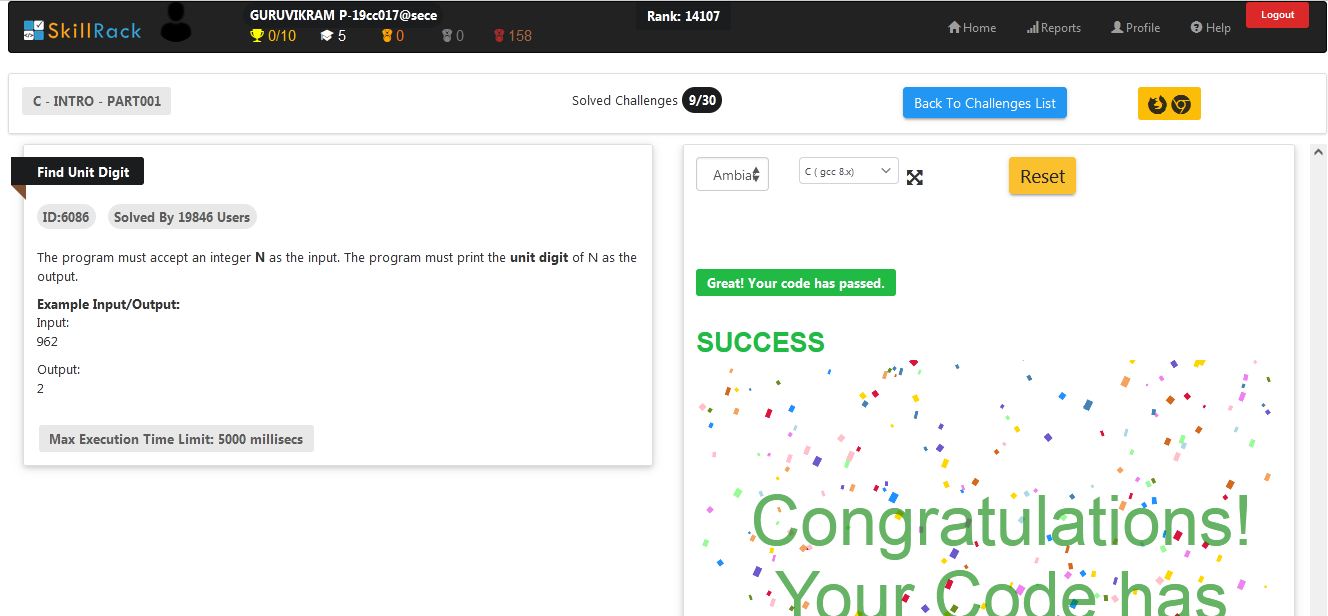 SkillRack
GURUVIKRAM P-19cc017@sece
0/10 5 0 0 158
Rank: 14107
Home Reports Profile Help
Logout
C - INTRO - PART001
Solved Challenges 9/30
Back To Challenges List
Find Unit Digit
ID:6086 Solved By 19846 Users
The program must accept an integer N as the input. The program must print the unit digit of N as the
output.
Example Input/Output:
Input:
962
Output:
2
Max Execution Time Limit: 5000 millisecs
Ambia
C ( gcc 8.x)
Reset
Great! Your code has passed.
SUCCESS
Congratulations!
Your Code has